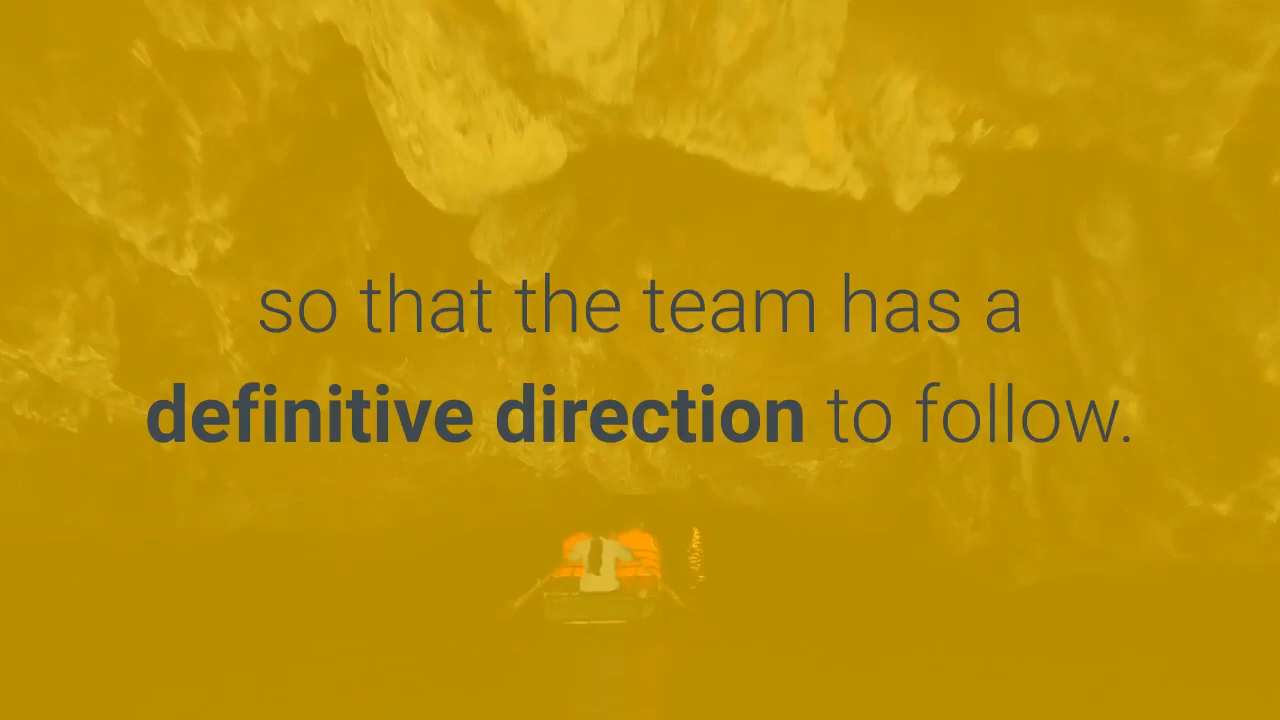 so that the team has a
definitive direction to follow.